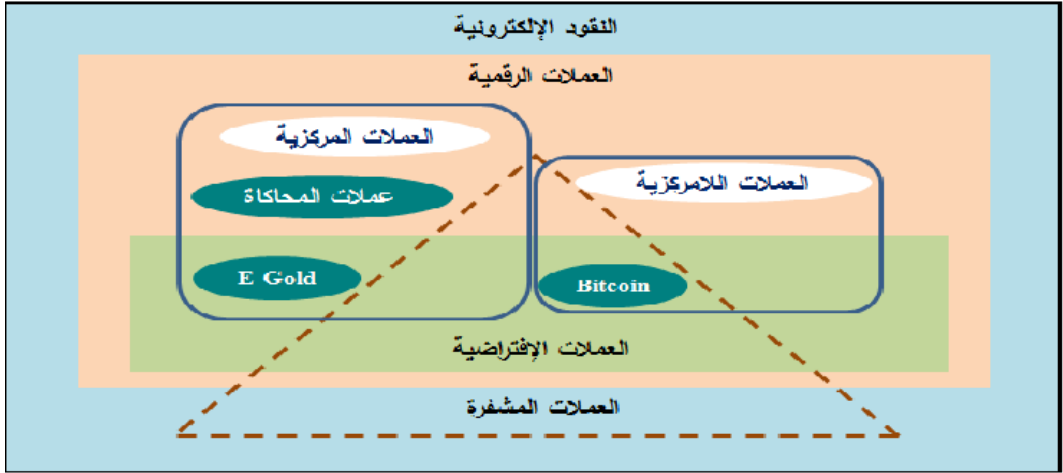 النقود الإلكترونية
العملات الرقمية
العملات المركزية
العملات اللامركزية
عملات المحاكاة
E Gold
Bitcoin
العملات الإفتراضية
العملات المشفرة